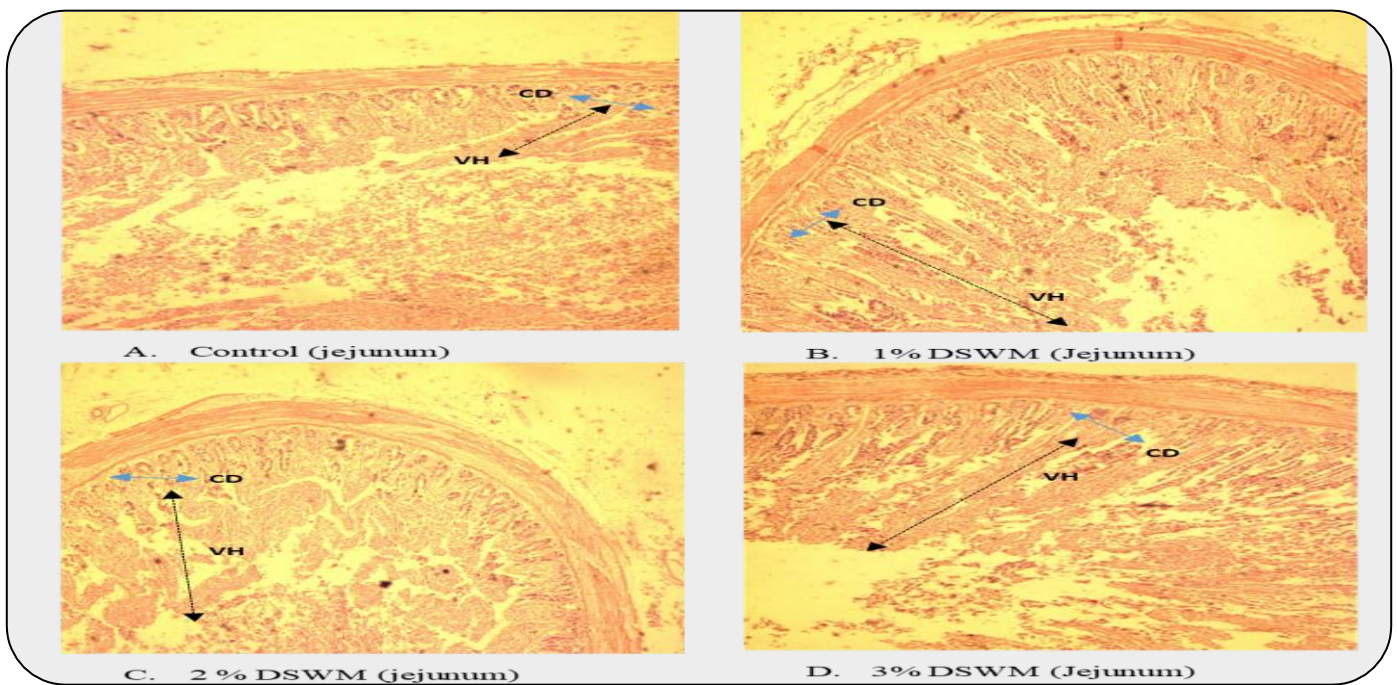 CD
VH
CD
VH
A. Control (jejunum)
B. 1% DSWM (Jejunum)
CD
VH
CD
VH
C. 2 % DSWM (jejunum)
D. 3% DSWM (Jejunum)